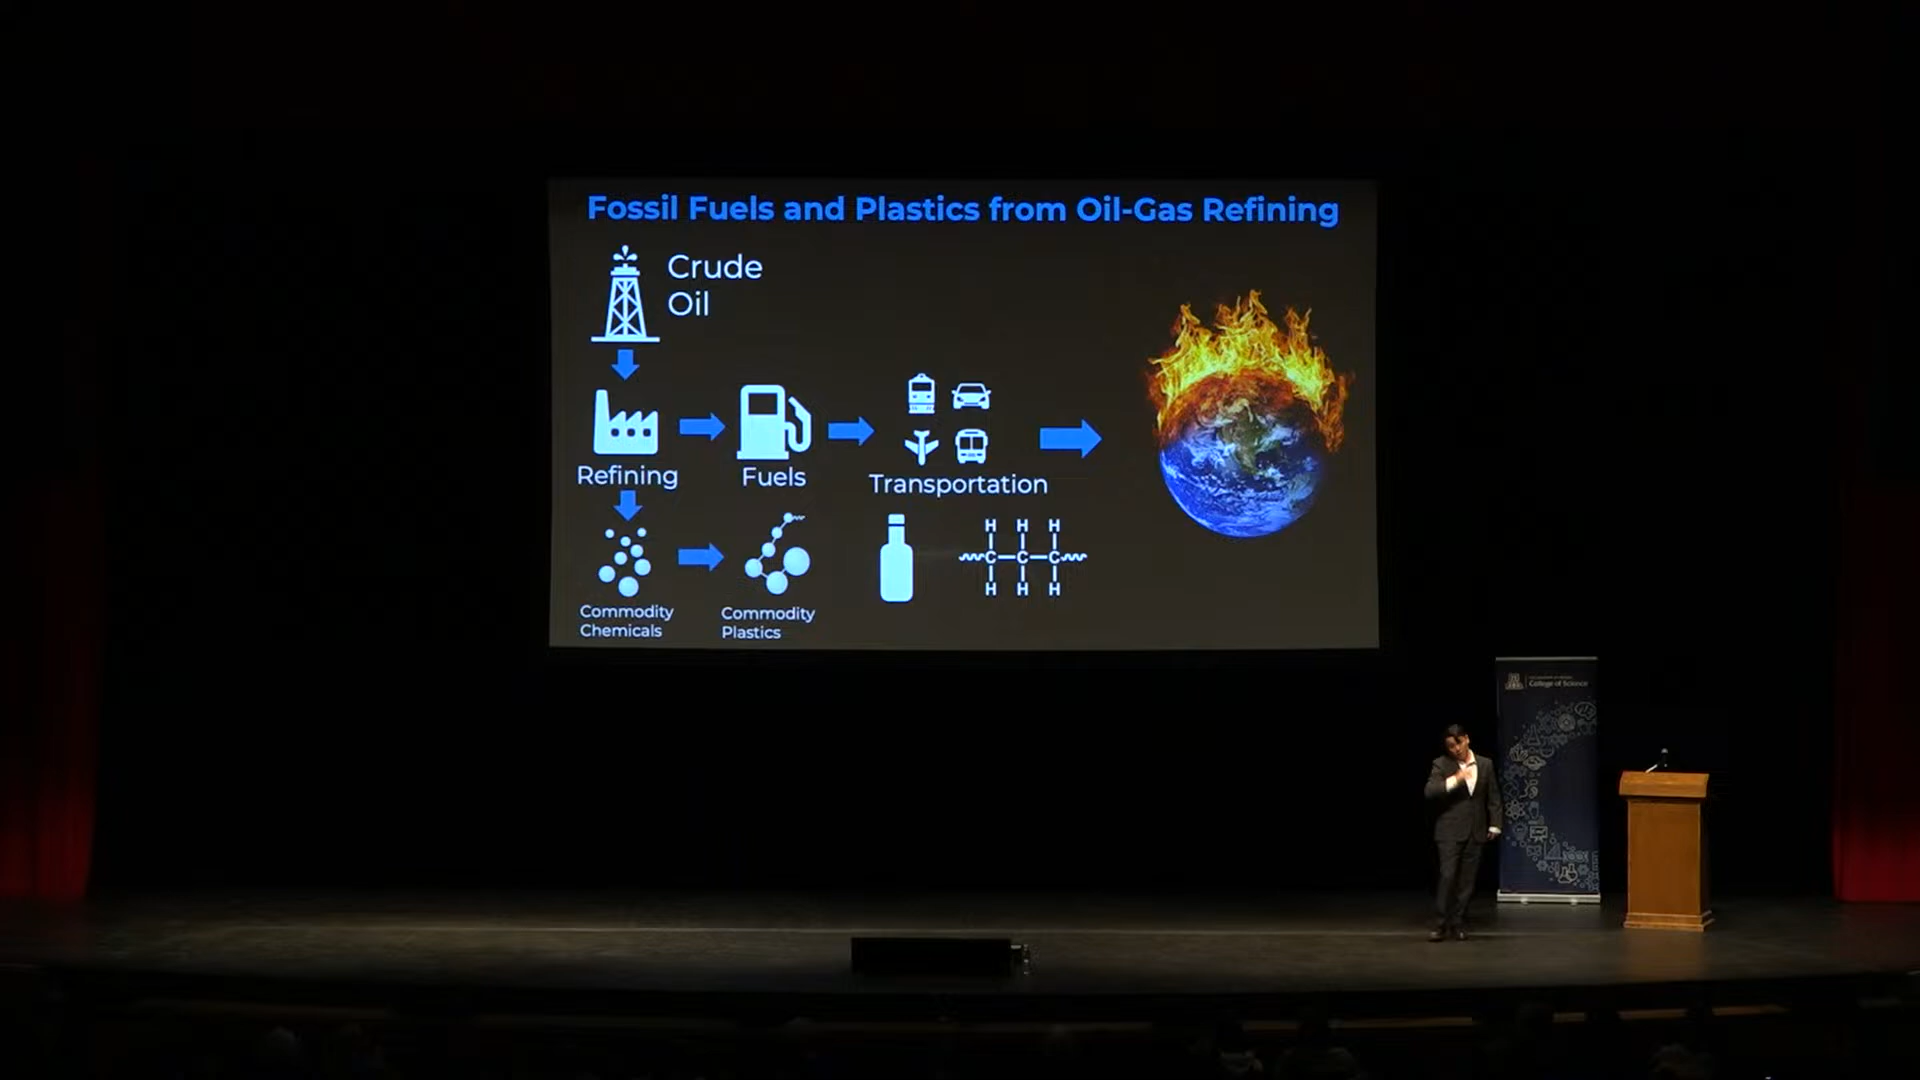 Fossil Fuels and Plastics from Oil-Gas Refining
Crude
Oil
Refining
Fuels
Transportation
H H H
C C C
H H H
Commodity
Chemicals
Commodity
Plastics
College of Science